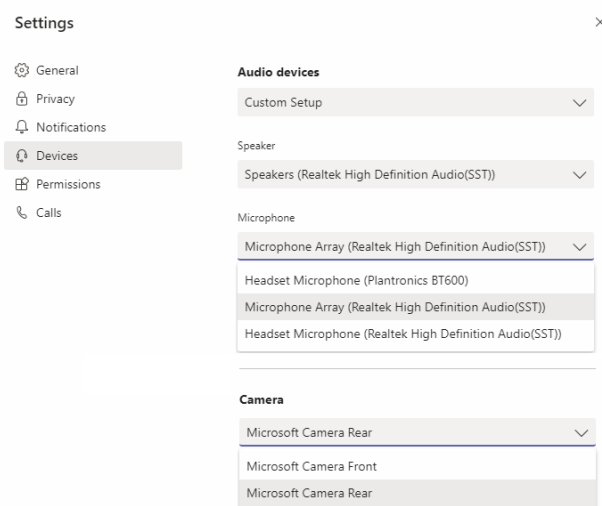 Settings
General
Privacy
Notifications
Devices
Permissions
Calls
Audio devices
Custom Setup
Speaker
Speakers (Realtek High Definition Audio(SST))
Microphone
Microphone Array (Realtek High Definition Audio(SST))
Headset Microphone (Plantronics BT600)
Microphone Array (Realtek High Definition Audio(SST))
Headset Microphone (Realtek High Definition Audio(SST))
Camera
Microsoft Camera Rear
Microsoft Camera Front
Microsoft Camera Rear